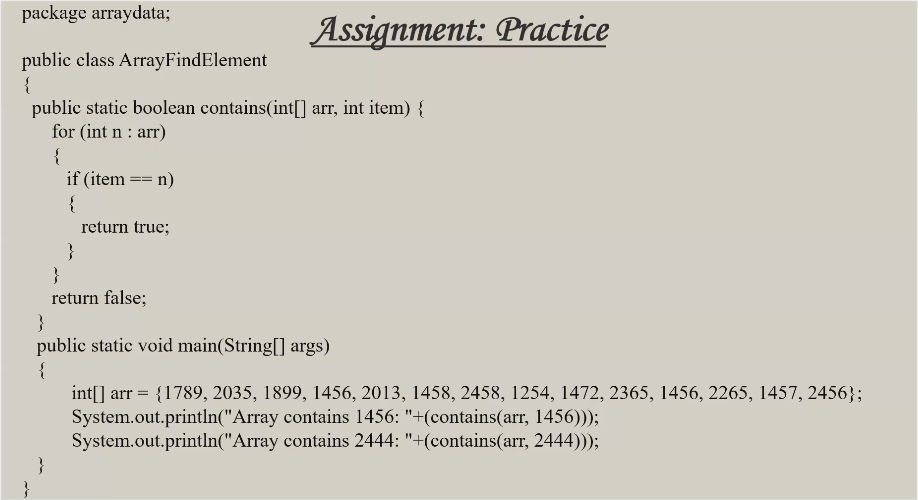 package arraydata;
Assignment: Practice
public class ArrayFindElement
{
public static boolean contains(int[] arr, int item) {
for (int n : arr)
{
if (item == n)
{
return true;
}
}
return false;
}
public static void main(String[] args)
{
int[] arr = {1789, 2035, 1899, 1456, 2013, 1458, 2458, 1254, 1472, 2365, 1456, 2265, 1457, 2456};
System.out.println("Array contains 1456: "+(contains(arr, 1456)));
System.out.println("Array contains 2444: "+(contains(arr, 2444)));
}
}